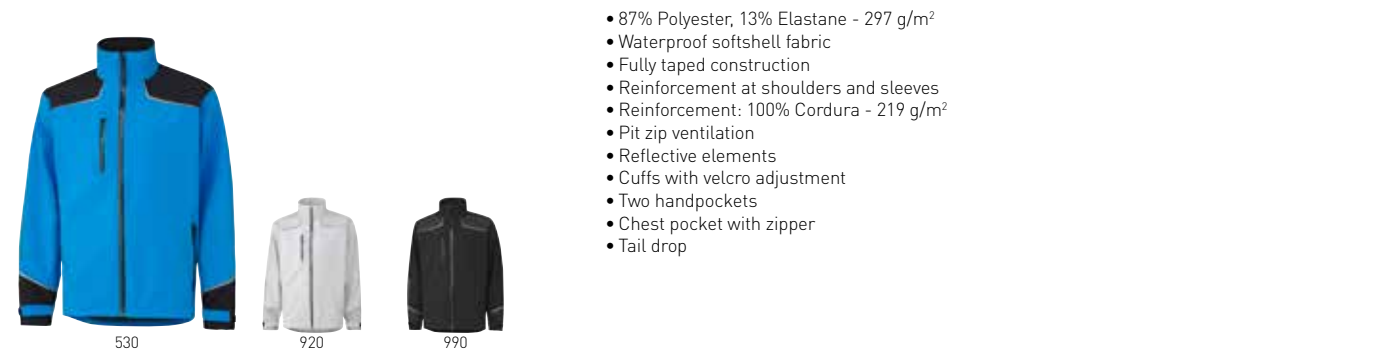 • 87% Polyester, 13% Elastane - 297 g/m²
• Waterproof softshell fabric
• Fully taped construction
• Reinforcement at shoulders and sleeves
• Reinforcement: 100% Cordura - 219 g/m²
• Pit zip ventilation
• Reflective elements
• Cuffs with velcro adjustment
• Two handpockets
• Chest pocket with zipper
• Tail drop
530
920
990